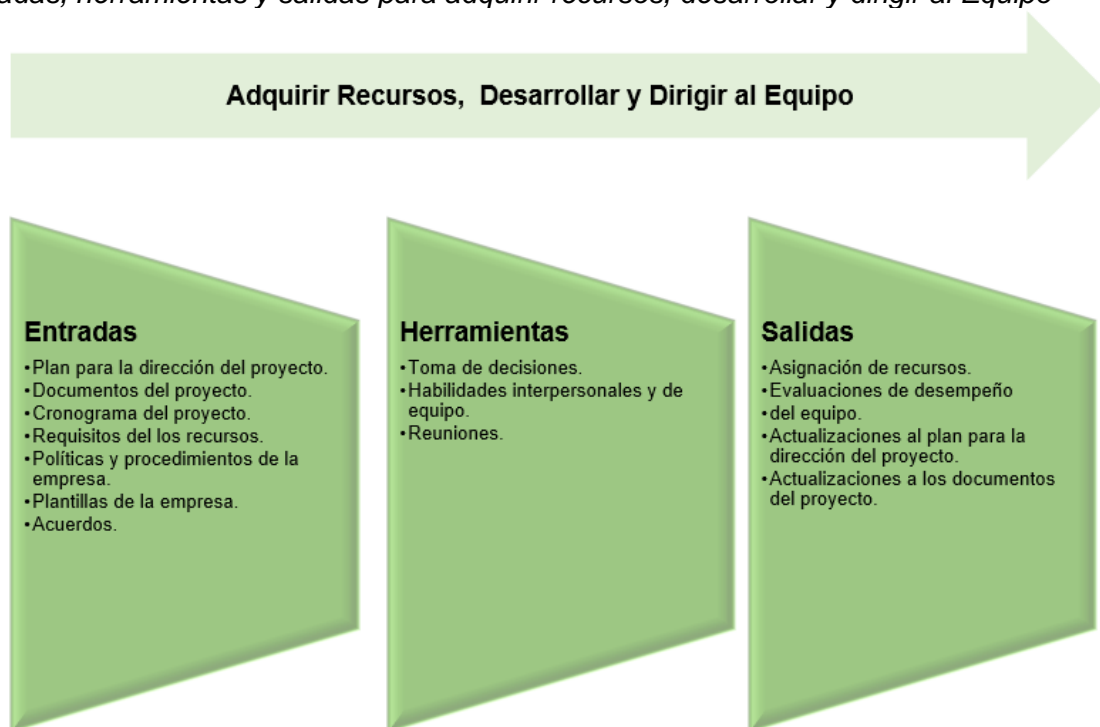 adas, herramientas y salidas para adquirir recursos, desarrollar y dirigir al Equipo
Adquirir Recursos, Desarrollar y Dirigir al Equipo
Entradas
•Plan para la dirección del proyecto.
•Documentos del proyecto.
•Cronograma del proyecto.
•Requisitos del los recursos.
•Políticas y procedimientos de la
empresa.
•Plantillas de la empresa.
•Acuerdos.
Herramientas
•Toma de decisiones.
•Habilidades interpersonales y de
equipo.
•Reuniones.
Salidas
•Asignación de recursos.
•Evaluaciones de desempeño
•del equipo.
•Actualizaciones al plan para la
dirección del proyecto.
•Actualizaciones a los documentos
del proyecto.